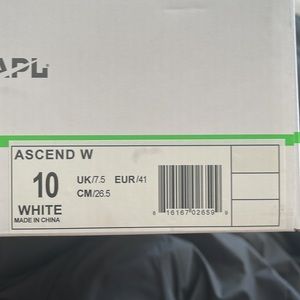 APL
ASCEND W
10 UK/7.5 EUR/41
CM/26.5
WHITE
MADE IN CHINA
8 16167 02659 9